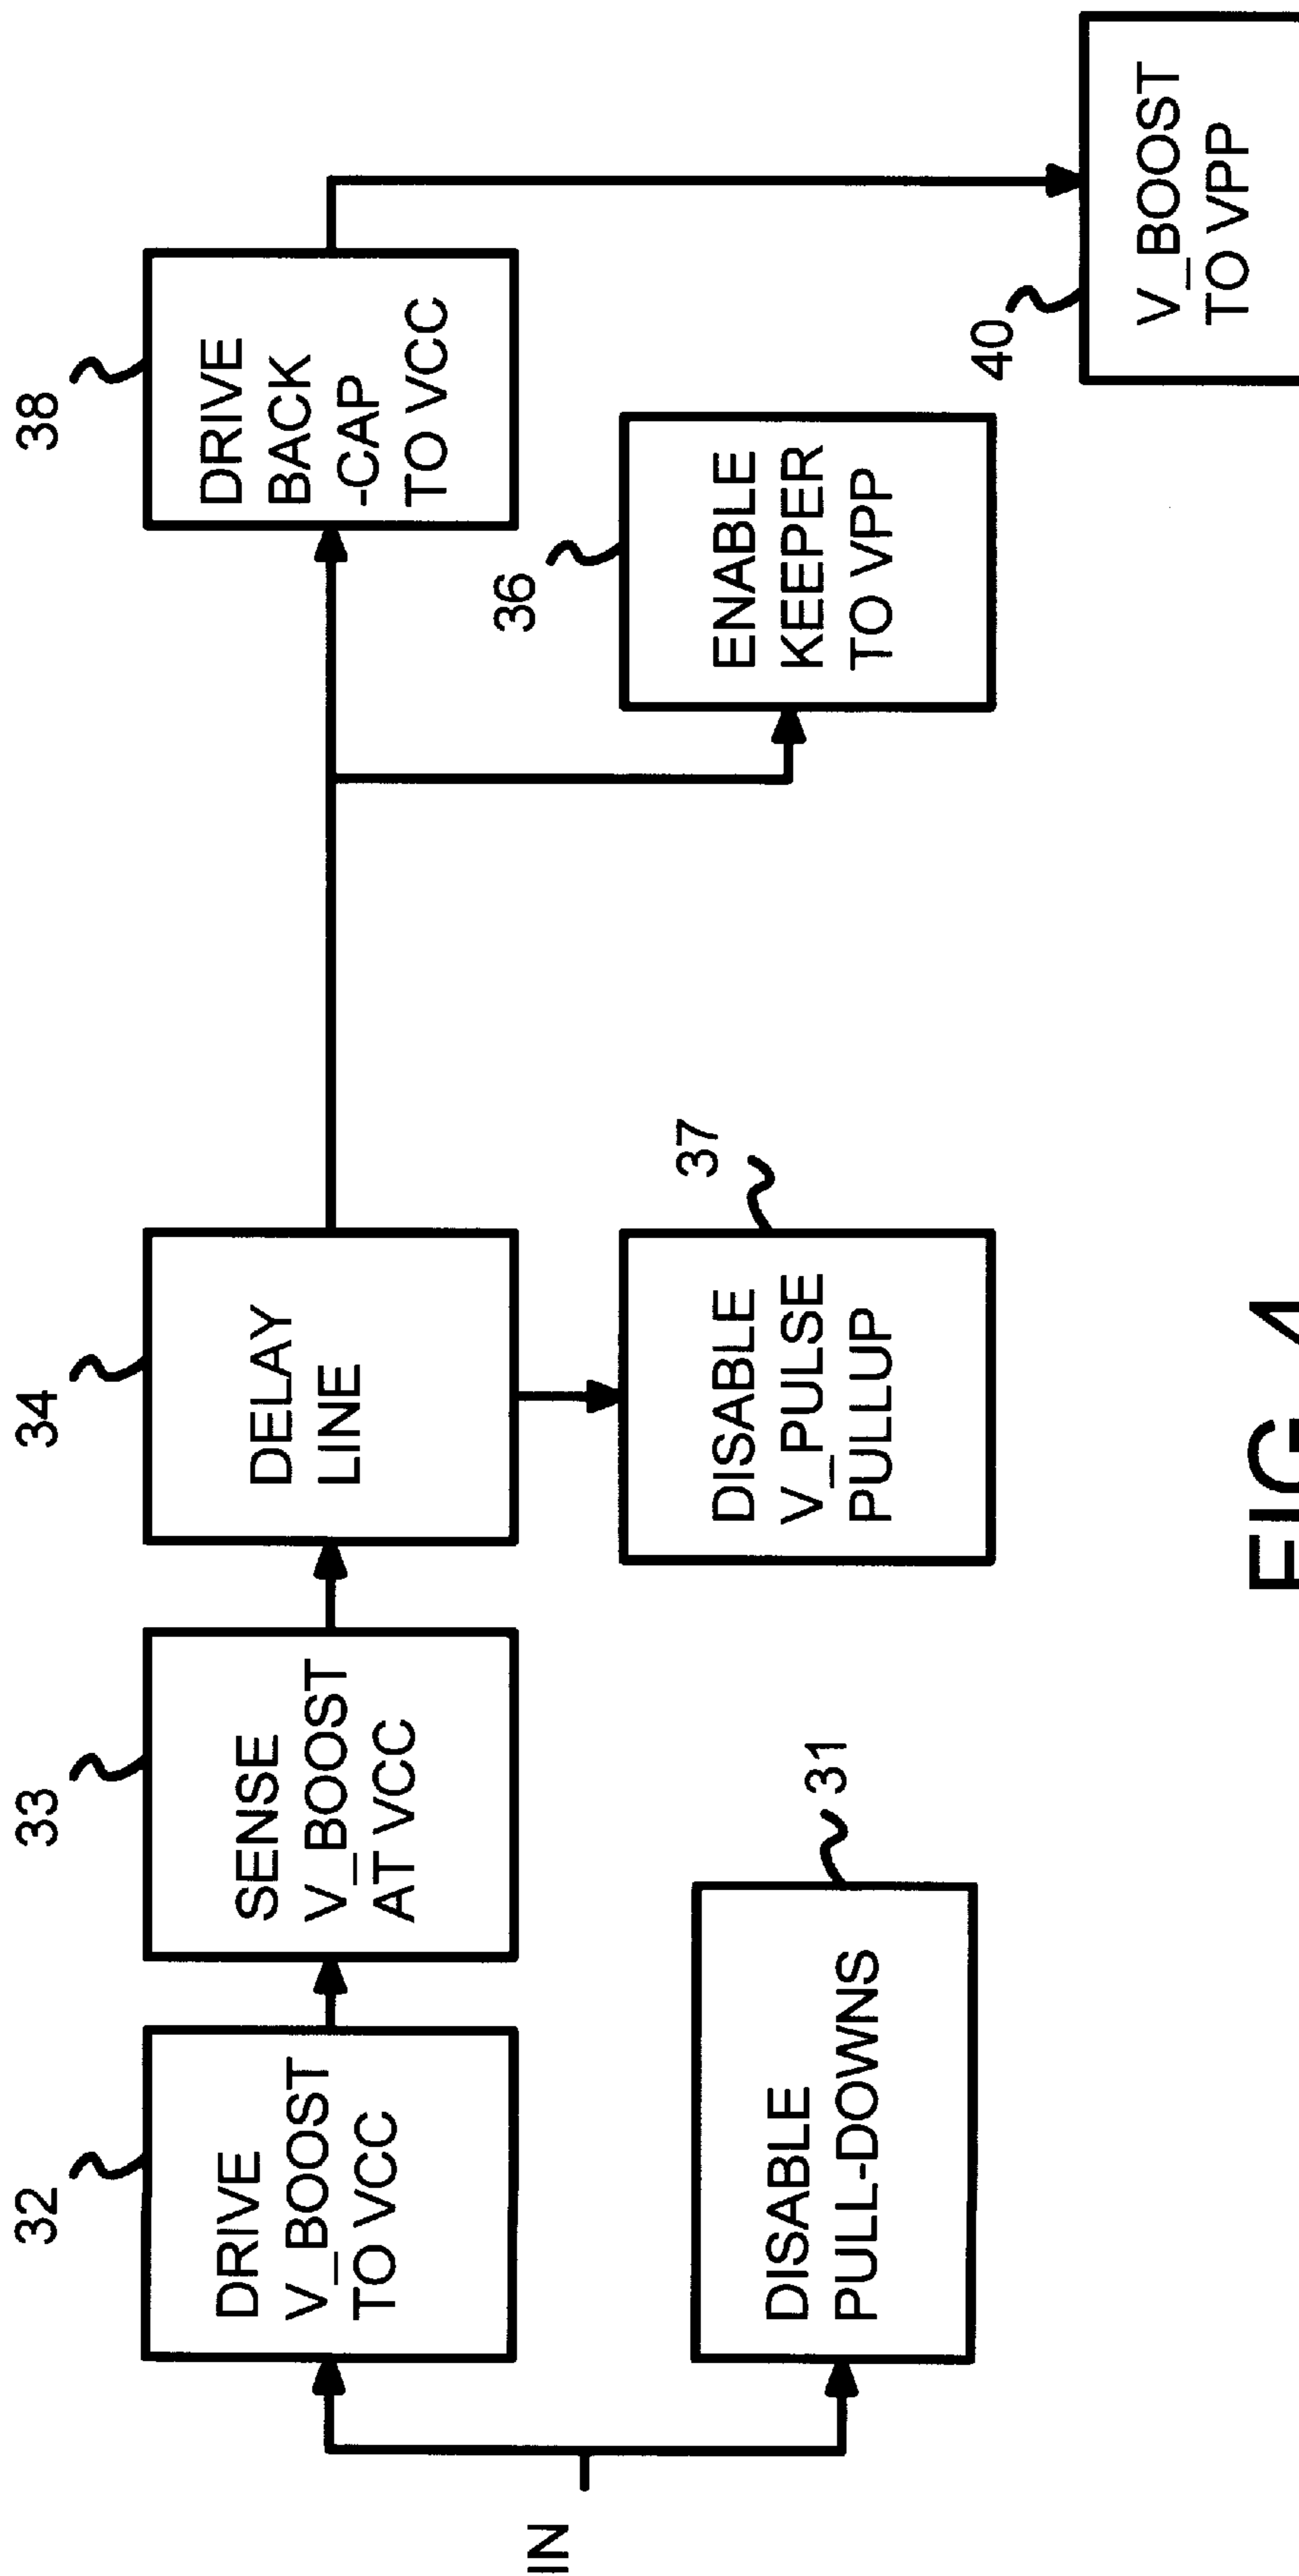 IN
32
DRIVE
V_BOOST
TO VCC
31
DISABLE
PULL-DOWNS
33
SENSE
V_BOOST
AT VCC
34
DELAY
LINE
37
DISABLE
V_PULSE
PULLUP
36
ENABLE
KEEPER
TO VPP
38
DRIVE
BACK
-CAP
TO VCC
40
V_BOOST
TO VPP
FIG. 4